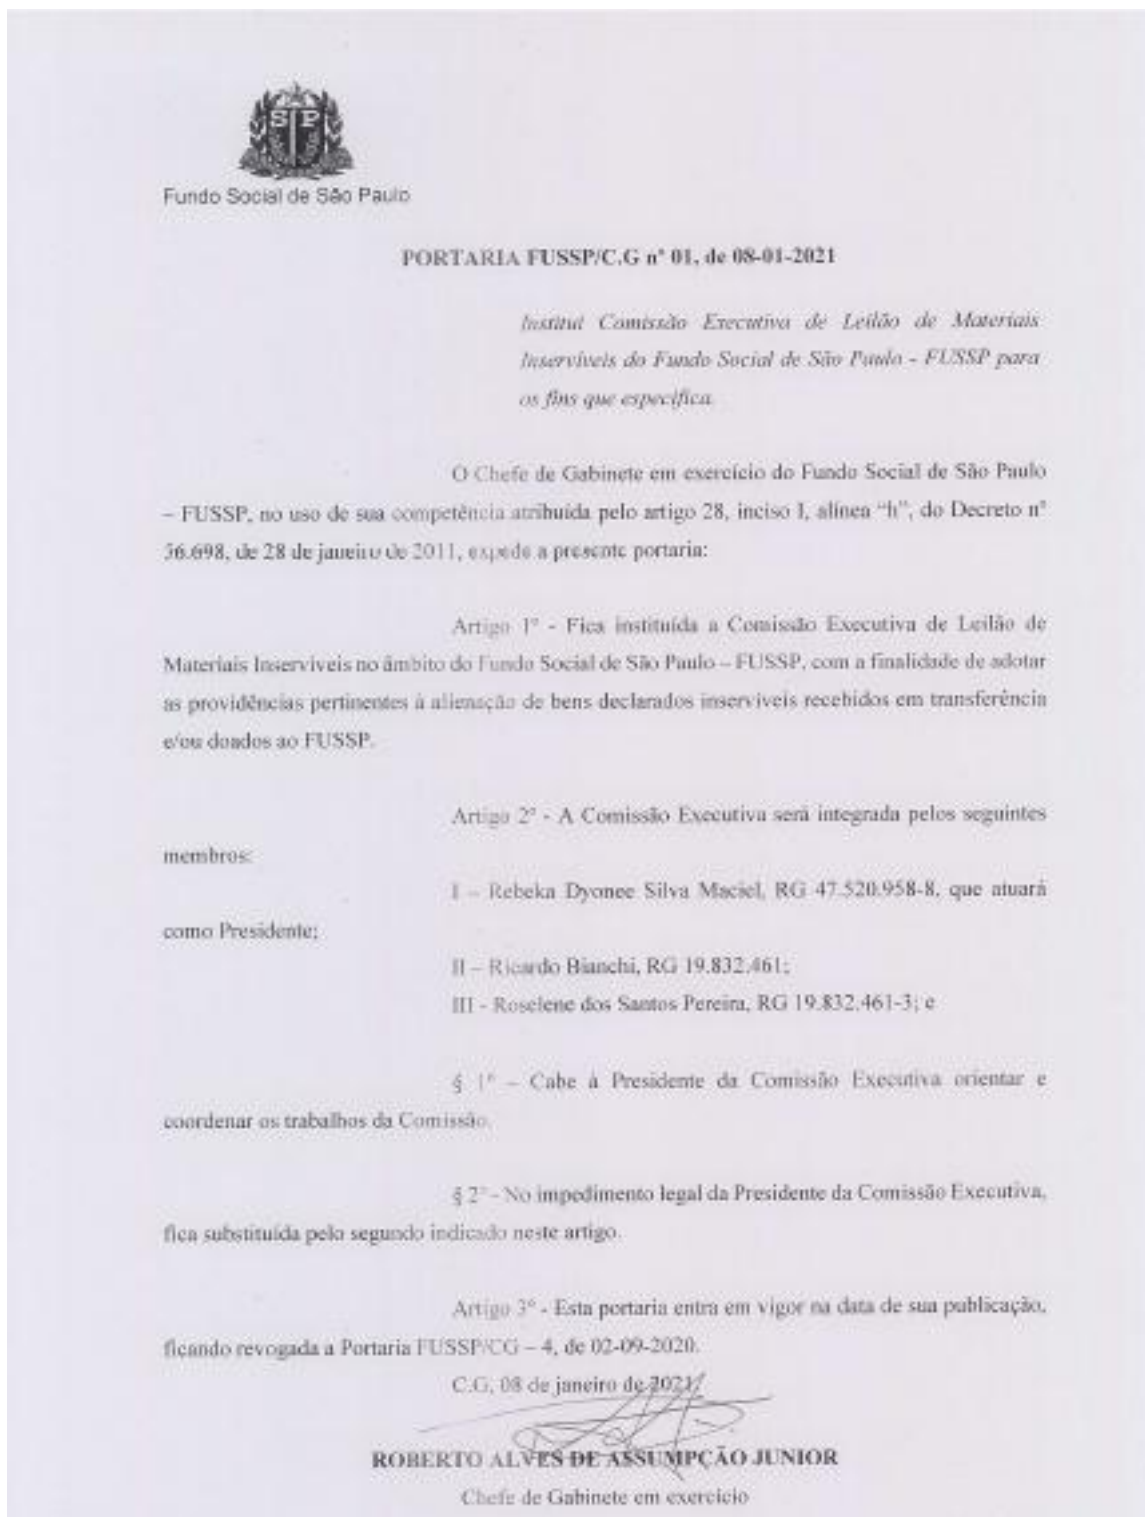 SP
Fundo Social de São Paulo
PORTARIA FUSSP/C.G nº 01, de 08-01-2021
Institui Comissão Executiva de Leilão de Materiais
Inservíveis do Fundo Social de São Paulo - FUSSP para
os fins que especifica.
O Chefe de Gabinete em exercício do Fundo Social de São Paulo
– FUSSP, no uso de sua competência atribuída pelo artigo 28, inciso I, alínea “h”, do Decreto nº
56.698, de 28 de janeiro de 2011, expede a presente portaria:
Artigo 1º - Fica instituída a Comissão Executiva de Leilão de
Materiais Inservíveis no âmbito do Fundo Social de São Paulo – FUSSP, com a finalidade de adotar
as providências pertinentes à alienação de bens declarados inservíveis recebidos em transferência
e/ou doados ao FUSSP.
Artigo 2º - A Comissão Executiva será integrada pelos seguintes
membros:
I – Rebeka Dyonee Silva Maciel, RG 47.520.958-8, que atuará
como Presidente;
II – Ricardo Bianchi, RG 19.832.461;
III - Roselene dos Santos Pereira, RG 19.832.461-3; e
§ 1º – Cabe à Presidente da Comissão Executiva orientar e
coordenar os trabalhos da Comissão.
§ 2º - No impedimento legal da Presidente da Comissão Executiva,
fica substituída pelo segundo indicado neste artigo.
Artigo 3º - Esta portaria entra em vigor na data de sua publicação,
ficando revogada a Portaria FUSSP/CG – 4, de 02-09-2020.
C.G, 08 de janeiro de 2021.
ROBERTO ALVES DE ASSUMPÇÃO JUNIOR
Chefe de Gabinete em exercício